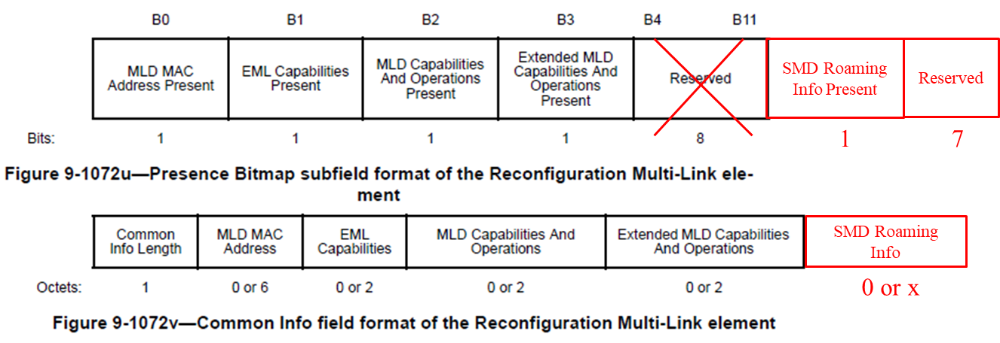 B0 B1 B2 B3 B4 B11
MLD MAC
Address Present
EML Capabilities
Present
MLD Capabilities
And Operations
Present
Extended MLD
Capabilities And
Operations
Present
Reserved
SMD Roaming
Info Present
Reserved
Bits: 1 1 1 1 8 1 7
Figure 9-1072u—Presence Bitmap subfield format of the Reconfiguration Multi-Link ele-
ment
Common
Info Length
MLD MAC
Address
EML
Capabilities
MLD Capabilities And
Operations
Extended MLD Capabilities
And Operations
SMD Roaming
Info
Octets: 1 0 or 6 0 or 2 0 or 2 0 or 2 0 or x
Figure 9-1072v—Common Info field format of the Reconfiguration Multi-Link element